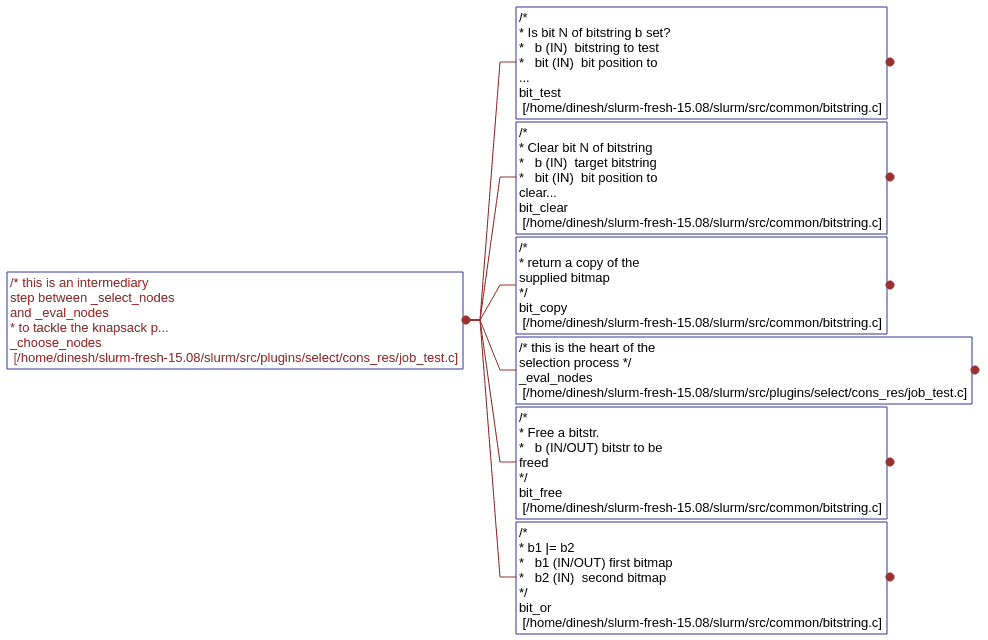 /* this is an intermediary
step between _select_nodes
and _eval_nodes
* to tackle the knapsack p...
_choose_nodes
[/home/dinesh/slurm-fresh-15.08/slurm/src/plugins/select/cons_res/job_test.c]
/*
* Is bit N of bitstring b set?
*   b (IN)  bitstring to test
*   bit (IN)  bit position to
...
bit_test
[/home/dinesh/slurm-fresh-15.08/slurm/src/common/bitstring.c]
/*
* Clear bit N of bitstring
*   b (IN)  target bitstring
*   bit (IN)  bit position to
clear...
bit_clear
[/home/dinesh/slurm-fresh-15.08/slurm/src/common/bitstring.c]
/*
* return a copy of the
supplied bitmap
*/
bit_copy
[/home/dinesh/slurm-fresh-15.08/slurm/src/common/bitstring.c]
/* this is the heart of the
selection process */
_eval_nodes
[/home/dinesh/slurm-fresh-15.08/slurm/src/plugins/select/cons_res/job_test.c]
/*
* Free a bitstr.
*   b (IN/OUT) bitstr to be
freed
*/
bit_free
[/home/dinesh/slurm-fresh-15.08/slurm/src/common/bitstring.c]
/*
* b1 |= b2
*   b1 (IN/OUT) first bitmap
*   b2 (IN)  second bitmap
*/
bit_or
[/home/dinesh/slurm-fresh-15.08/slurm/src/common/bitstring.c]